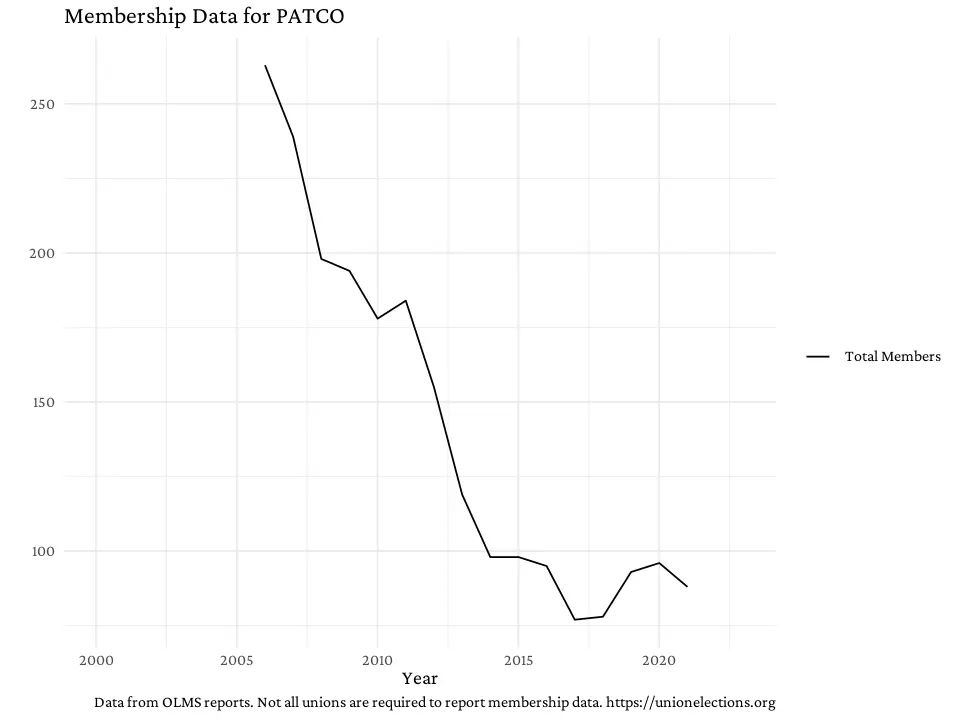 Membership Data for PATCO
250
200
150
100
Total Members
2000 2005 2010 2015 2020
Year
Data from OLMS reports. Not all unions are required to report membership data. https://unionelections.org